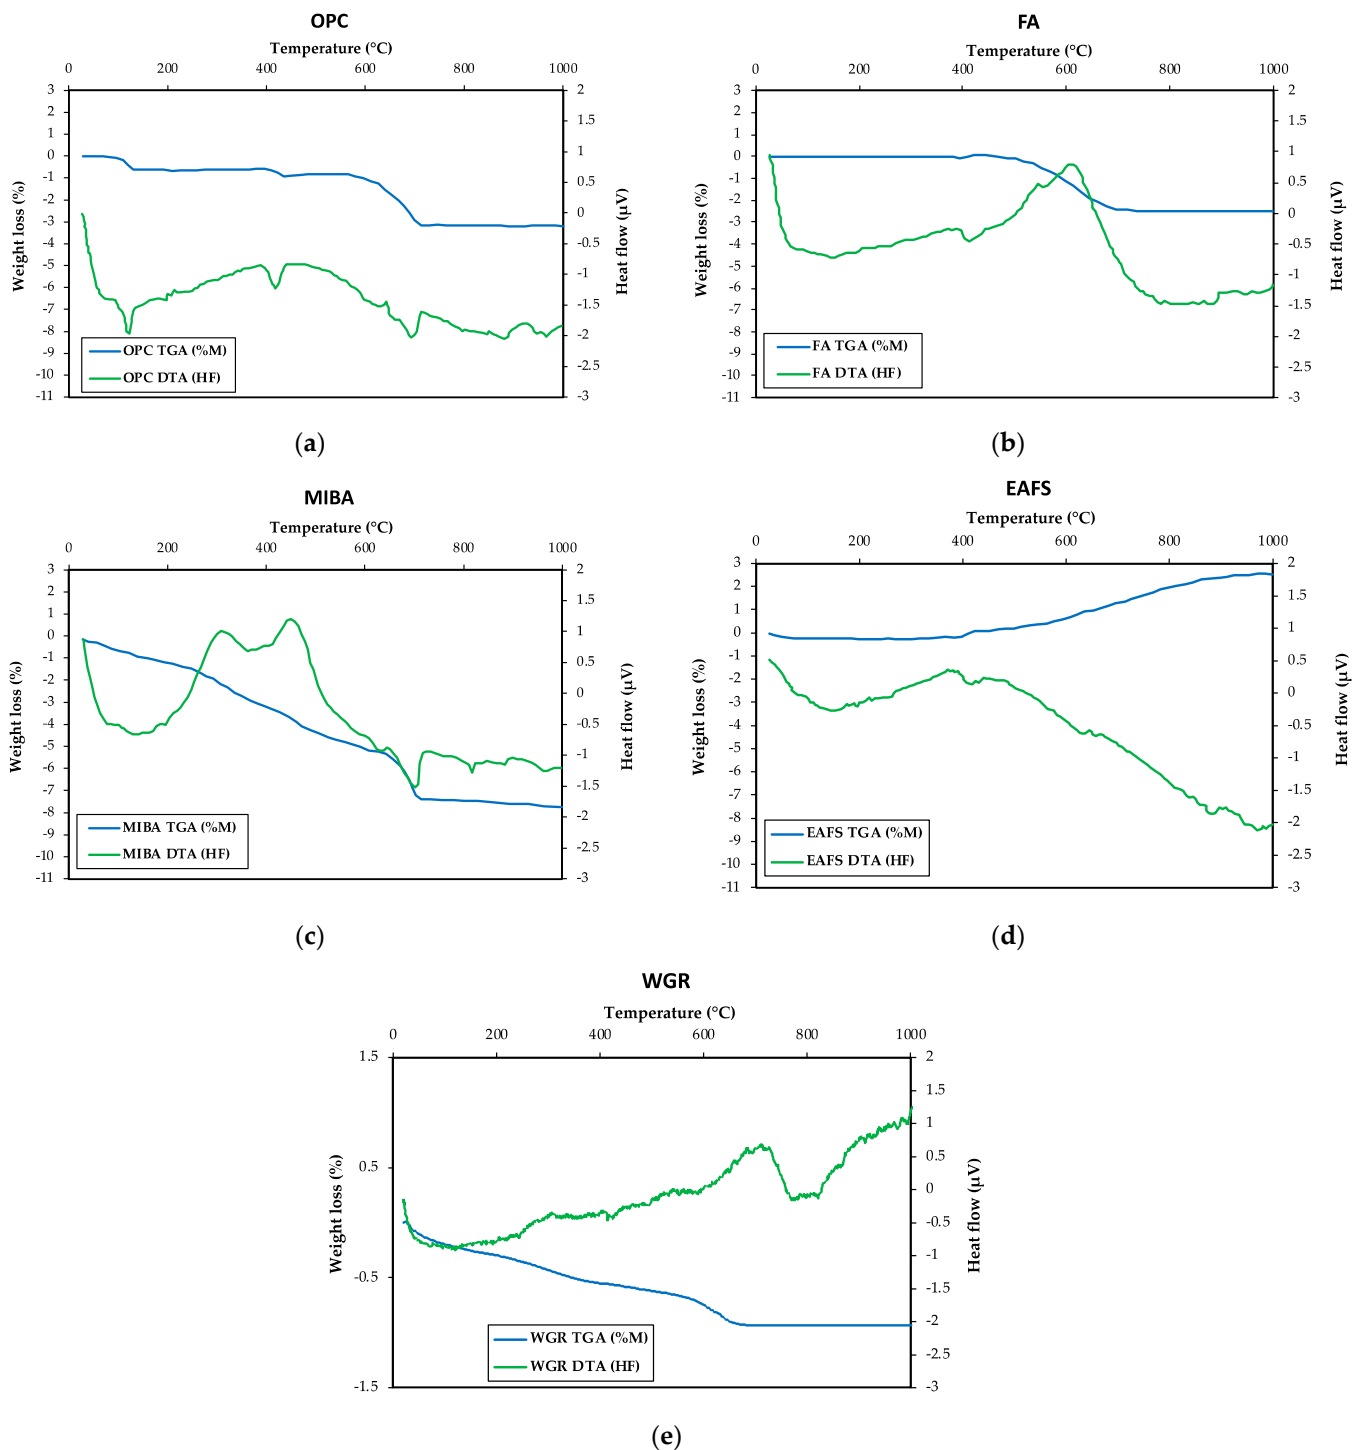 OPC
Temperature (°C)
0 200 400 600 800 1000
3 2
2 1.5
1 1
0 0.5
-1 0
-2 -0.5
-3 -1
-4 -1.5
-5 -2
-6 -2.5
-7 -3
-8
-9
-10
-11
Weight loss (%)
Heat flow (µV)
OPC TGA (%M)
OPC DTA (HF)
(a)
FA
Temperature (°C)
0 200 400 600 800 1000
3 2
2 1.5
1 1
0 0.5
-1 0
-2 -0.5
-3 -1
-4 -1.5
-5 -2
-6 -2.5
-7 -3
-8
-9
-10
-11
Weight loss (%)
Heat flow (µV)
FA TGA (%M)
FA DTA (HF)
(b)
MIBA
Temperature (°C)
0 200 400 600 800 1000
3 2
2 1.5
1 1
0 0.5
-1 0
-2 -0.5
-3 -1
-4 -1.5
-5 -2
-6 -2.5
-7 -3
-8
-9
-10
-11
Weight loss (%)
Heat flow (µV)
MIBA TGA (%M)
MIBA DTA (HF)
(c)
EAFS
Temperature (°C)
0 200 400 600 800 1000
3 2
2 1.5
1 1
0 0.5
-1 0
-2 -0.5
-3 -1
-4 -1.5
-5 -2
-6 -2.5
-7 -3
-8
-9
-10
-11
Weight loss (%)
Heat flow (µV)
EAFS TGA (%M)
EAFS DTA (HF)
(d)
WGR
Temperature (°C)
0 200 400 600 800 1000
1.5 2
0.5 1.5
-0.5 1
-1.5 0.5
0
-0.5
-1
-1.5
-2
-2.5
-3
Weight loss (%)
Heat flow (µV)
WGR TGA (%M)
WGR DTA (HF)
(e)